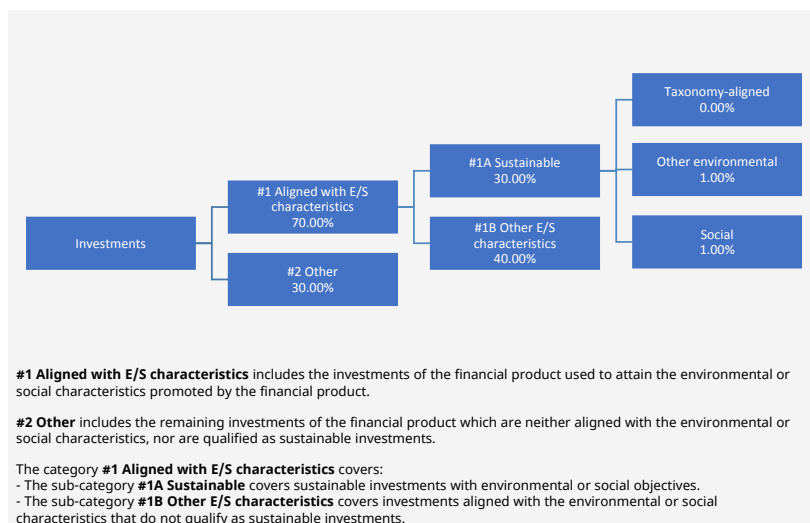 Taxonomy-aligned
0.00%
#1A Sustainable
30.00%
Other environmental
1.00%
#1 Aligned with E/S
characteristics
70.00%
#1B Other E/S
characteristics
40.00%
Social
1.00%
Investments
#2 Other
30.00%
#1 Aligned with E/S characteristics includes the investments of the financial product used to attain the environmental or
social characteristics promoted by the financial product.
#2 Other includes the remaining investments of the financial product which are neither aligned with the environmental or
social characteristics, nor are qualified as sustainable investments.
The category #1 Aligned with E/S characteristics covers:
- The sub-category #1A Sustainable covers sustainable investments with environmental or social objectives.
- The sub-category #1B Other E/S characteristics covers investments aligned with the environmental or social
characteristics that do not qualify as sustainable investments.